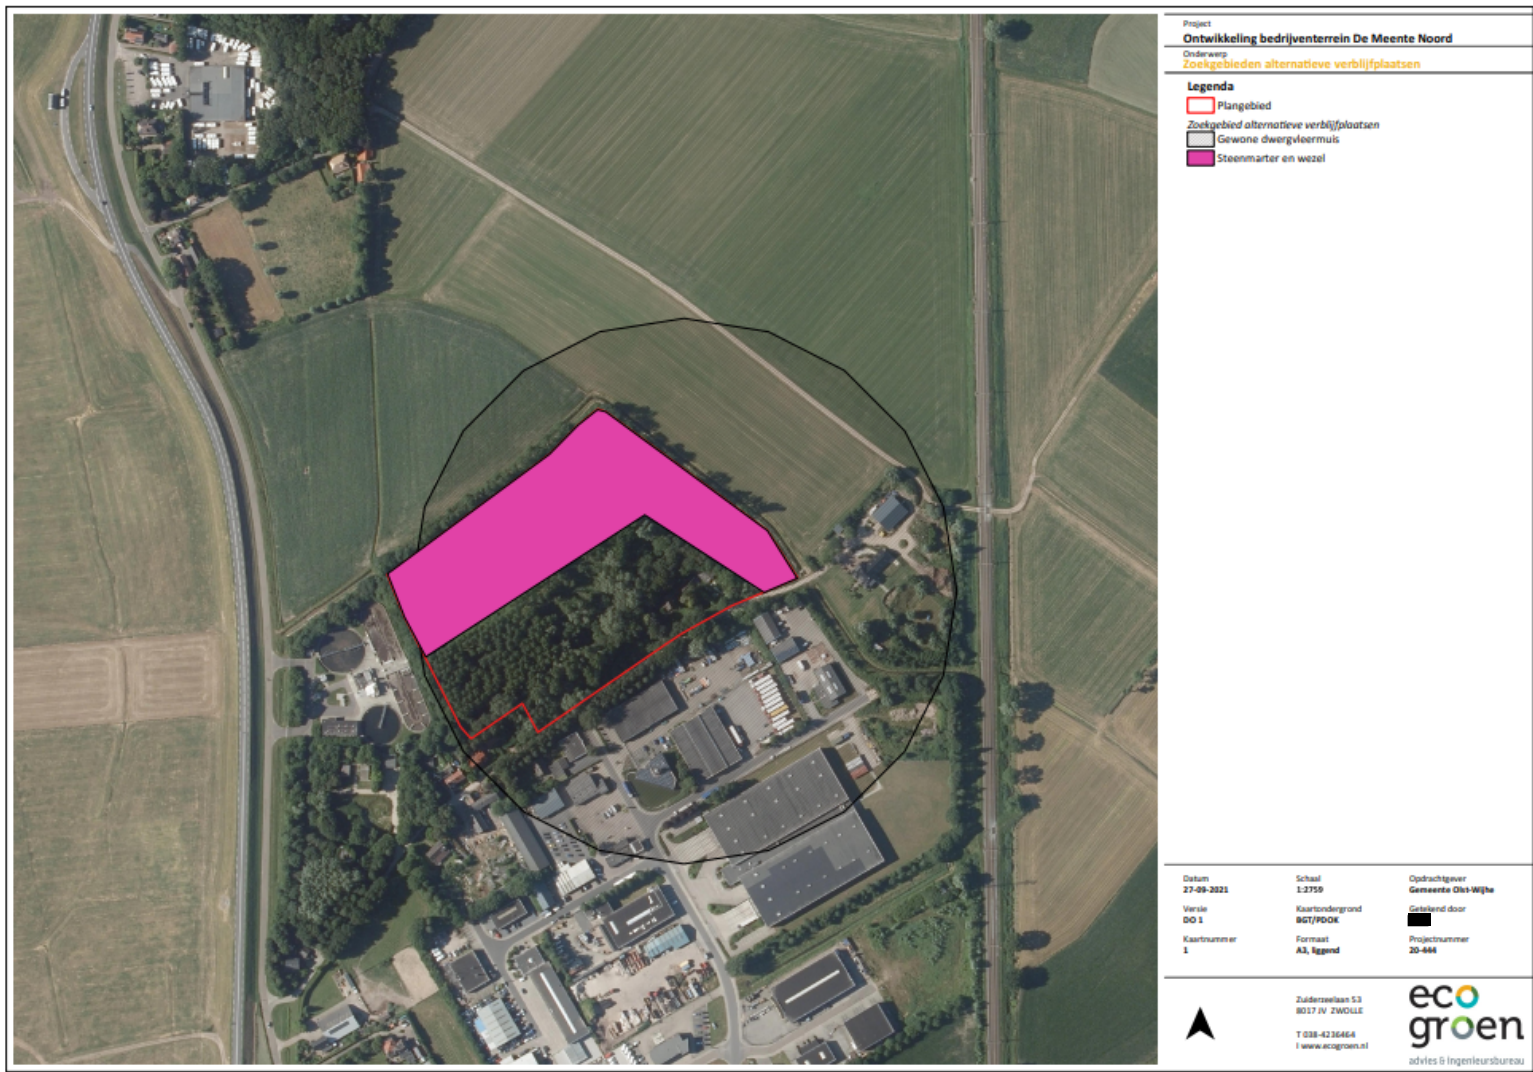 Project
Ontwikkeling bedrijventerrein De Meente Noord
Onderwerp
Zoekgebieden alternatieve verblijfplaatsen
Legenda
Plangebied
Zoekgebied alternatieve verblijfplaatsen
Gewone dwergvleermuis
Steenmarter en wezel
Datum
27-09-2021
Schaal
1:2759
Opdrachtgever
Gemeente Olst-Wijhe
Versie
DO 1
Kaartondergrond
BGT/PDOK
Getekend door
Kaartnummer
1
Formaat
A3, liggend
Projectnummer
20-444
Zuiderzeelaan 53
8017 JV ZWOLLE
T 038-4236464
I www.ecogroen.nl
eco
groen
advies & ingenieursbureau